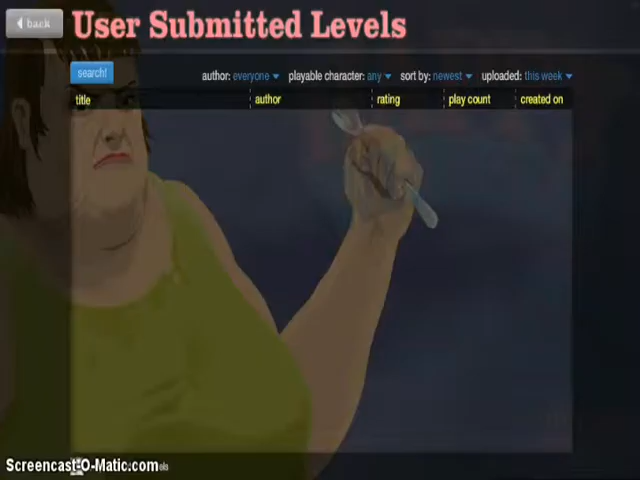 back
User Submitted Levels
search!
author: everyone playable character: any sort by: newest uploaded: this week
title author rating play count created on
Screencast-O-Matic.com